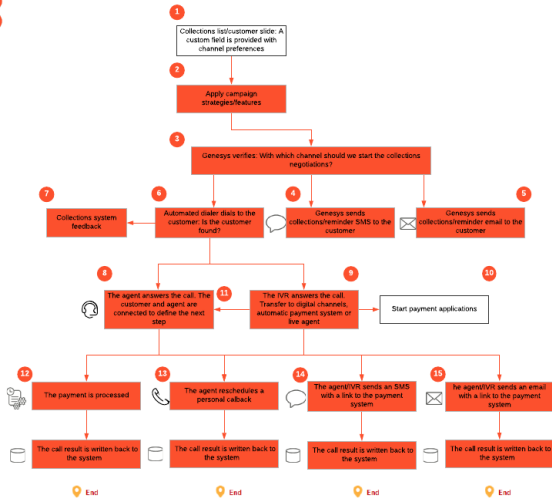 1
Collections list/customer slide: A
custom field is provided with
channel preferences
2
Apply campaign
strategies/features
3
Genesys verifies: With which channel should we start the collections
negotiations?
7
Collections system
feedback
6
Automated dialer dials to the
customer: Is the customer
found?
4
Genesys sends
collections/reminder SMS to the
customer
5
Genesys sends
collections/reminder email to the
customer
8
The agent answers the call. The
customer and agent are
connected to define the next
step
11
9
The IVR answers the call.
Transfer to digital channels,
automatic payment system or
live agent
10
Start payment applications
12
The payment is processed
13
The agent reschedules a
personal calback
14
The agent/IVR sends an SMS
with a link to the payment
system
15
he agent/IVR sends an email
with a link to the payment
system
The call result is written back to
the system
The call result is written back to
the system
The call result is written back to
the system
The call result is written back to
the system
End
End
End
End